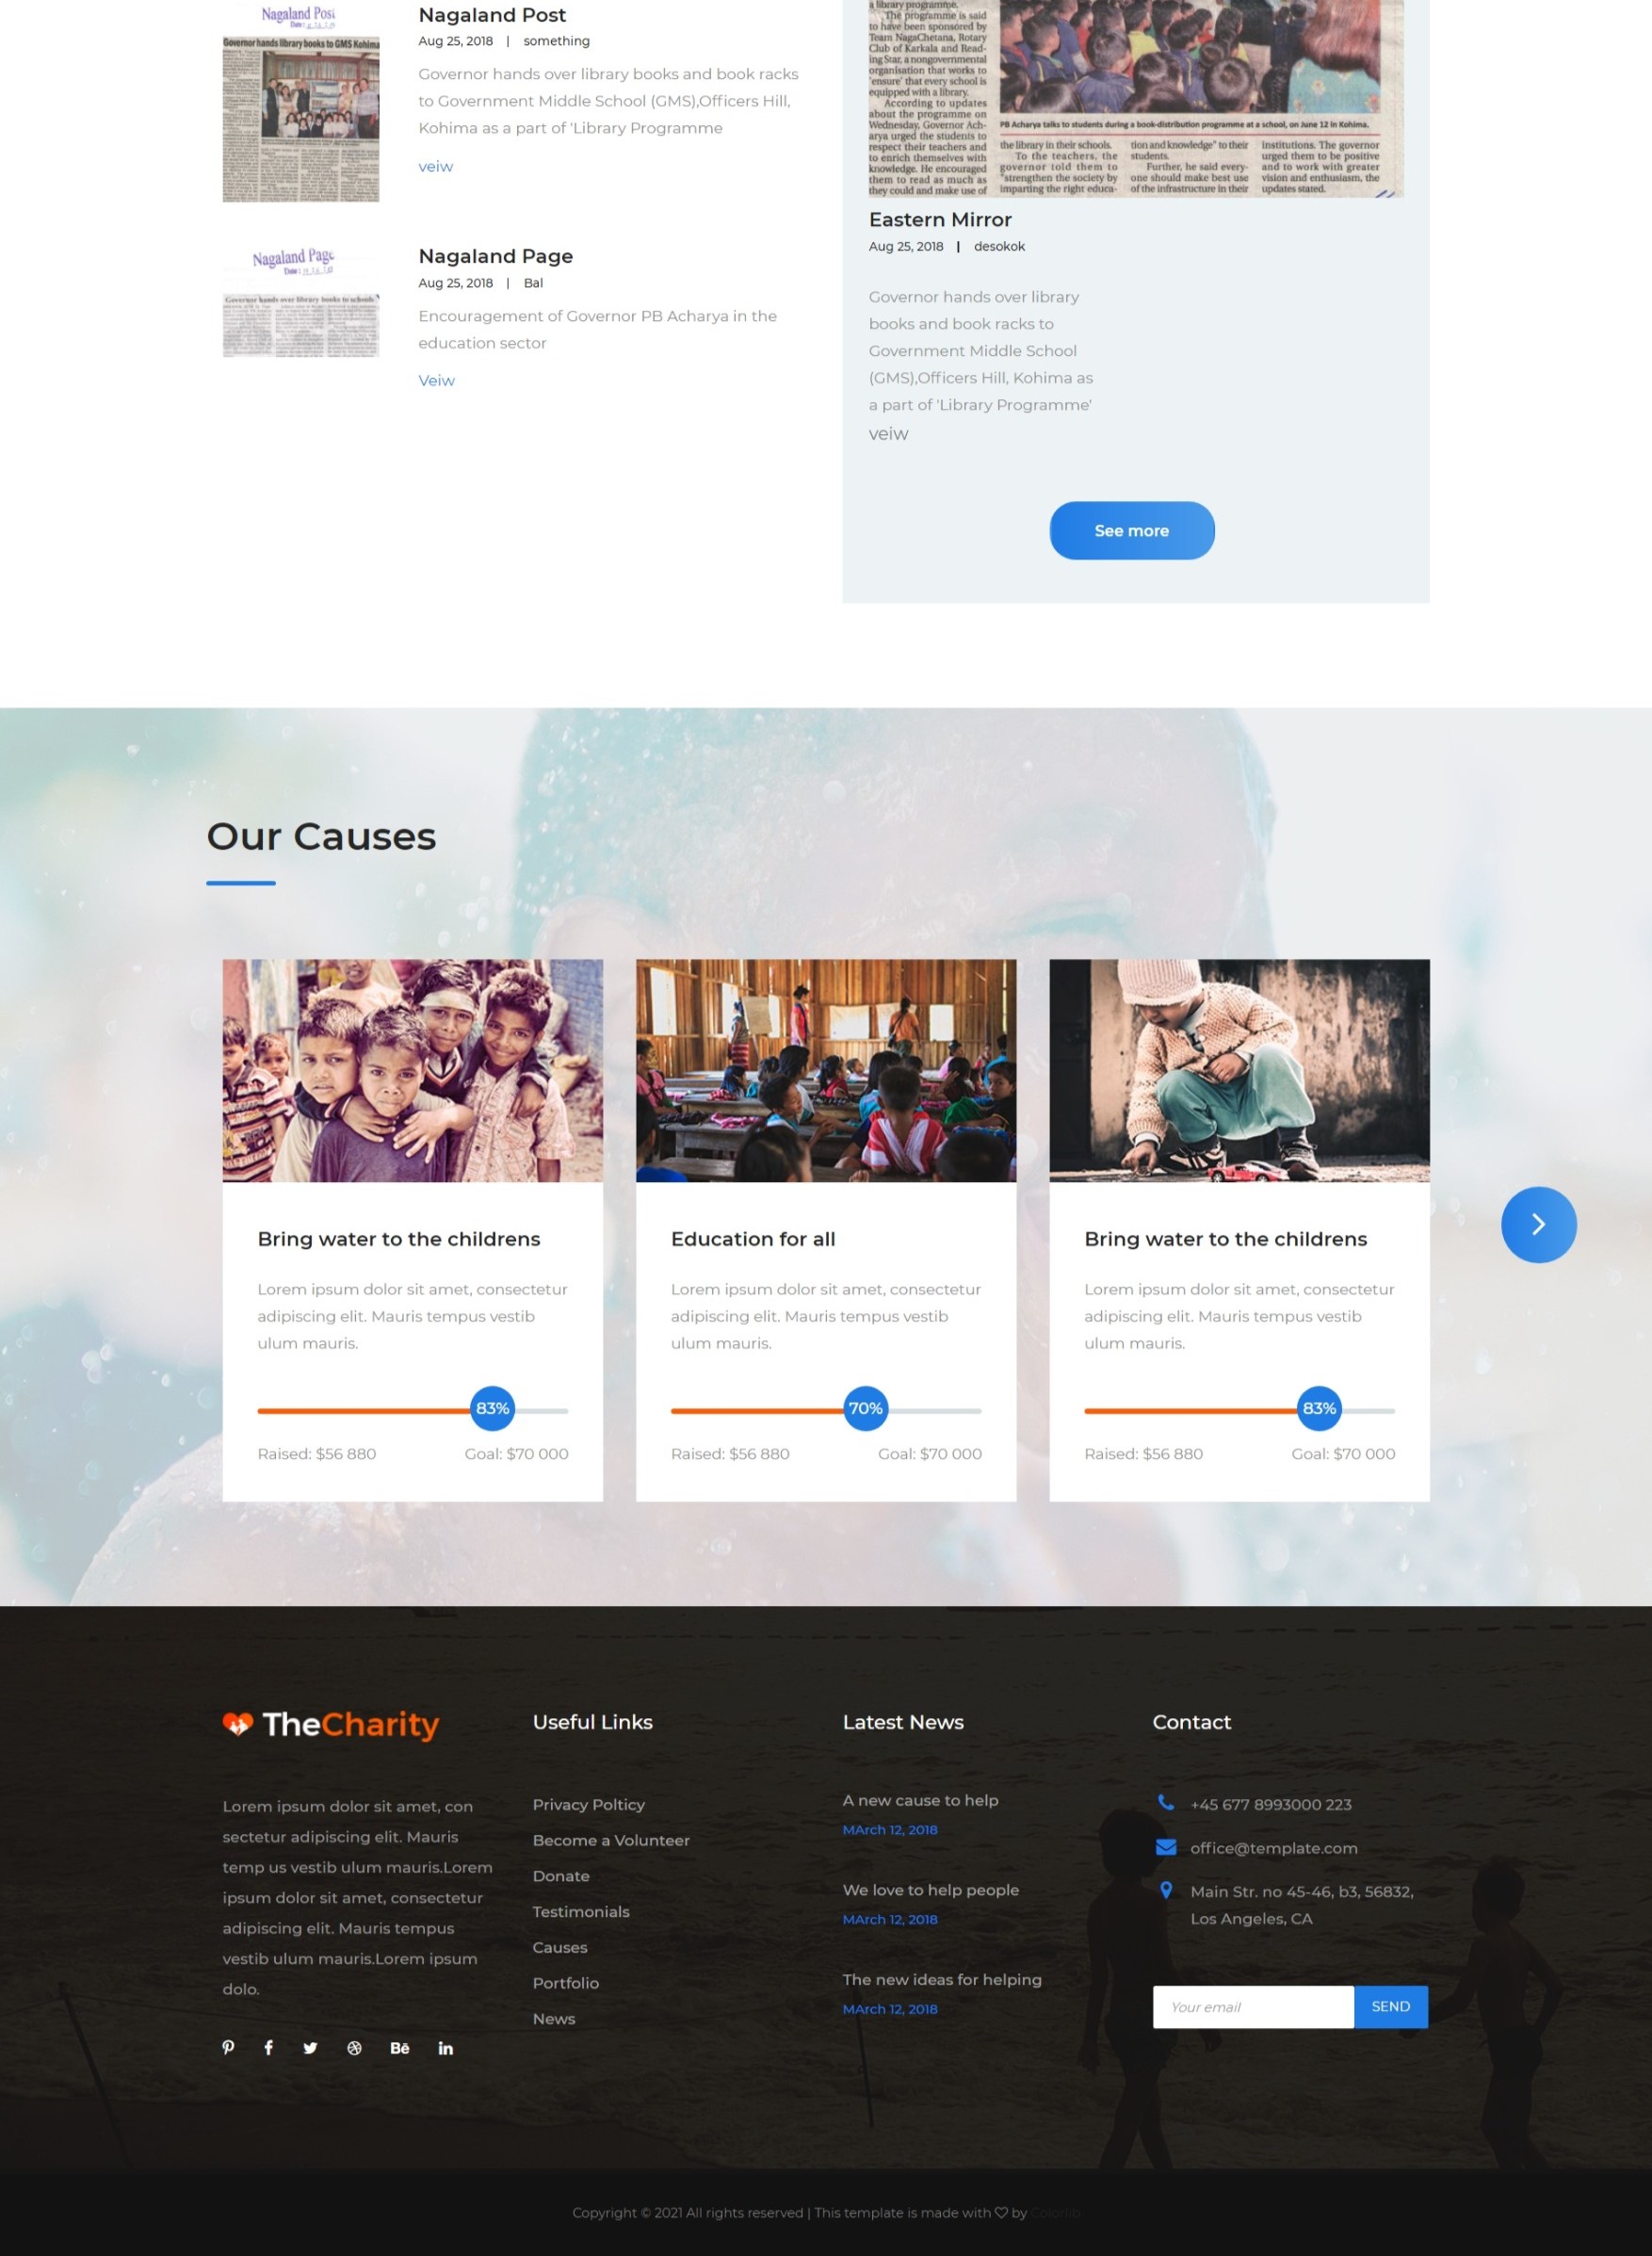 Nagaland Post
Governor hands library books to GMS Kohima
Nagaland Post
Aug 25, 2018 | something
Governor hands over library books and book racks
to Government Middle School (GMS),Officers Hill,
Kohima as a part of 'Library Programme
veiw
Nagaland Page
Governor hands over library books to schools
Nagaland Page
Aug 25, 2018 | Bal
Encouragement of Governor PB Acharya in the
education sector
Veiw
a library programme.
The programme is said
to have been sponsored by
Team NagaChetana, Rotary
Club of Karkala and Read-
ing Star, a nongovernmental
organisation that works to
'ensure' that every school is
equipped with a library.
According to updates
about the programme on
Wednesday, Governor Ach-
arya urged the students to
respect their teachers and
to enrich themselves with
knowledge. He encouraged
them to read as much as
they could and make use of
PB Acharya talks to students during a book-distribution programme at a school, on June 12 in Kohima.
the library in their schools.
To the teachers, the
governor told them to
"strengthen the society by
imparting the right educa-
tion and knowledge" to their
students.
Further, he said every-
one should make best use
of the infrastructure in their
institutions. The governor
urged them to be positive
and to work with greater
vision and enthusiasm, the
updates stated.
Eastern Mirror
Aug 25, 2018 | desokok
Governor hands over library
books and book racks to
Government Middle School
(GMS),Officers Hill, Kohima as
a part of 'Library Programme'
veiw
See more
Our Causes
Bring water to the childrens
Lorem ipsum dolor sit amet, consectetur
adipiscing elit. Mauris tempus vestib
ulum mauris.
83%
Raised: $56 880 Goal: $70 000
Education for all
Lorem ipsum dolor sit amet, consectetur
adipiscing elit. Mauris tempus vestib
ulum mauris.
70%
Raised: $56 880 Goal: $70 000
Bring water to the childrens
Lorem ipsum dolor sit amet, consectetur
adipiscing elit. Mauris tempus vestib
ulum mauris.
83%
Raised: $56 880 Goal: $70 000
TheCharity
Lorem ipsum dolor sit amet, con
sectetur adipiscing elit. Mauris
temp us vestib ulum mauris.Lorem
ipsum dolor sit amet, consectetur
adipiscing elit. Mauris tempus
vestib ulum mauris.Lorem ipsum
dolo.
Bē
Useful Links
Privacy Polticy
Become a Volunteer
Donate
Testimonials
Causes
Portfolio
News
Latest News
A new cause to help
MArch 12, 2018
We love to help people
MArch 12, 2018
The new ideas for helping
MArch 12, 2018
Contact
+45 677 8993000 223
office@template.com
Main Str. no 45-46, b3, 56832,
Los Angeles, CA
Your email
SEND
Copyright © 2021 All rights reserved | This template is made with ♡ by Colorlib